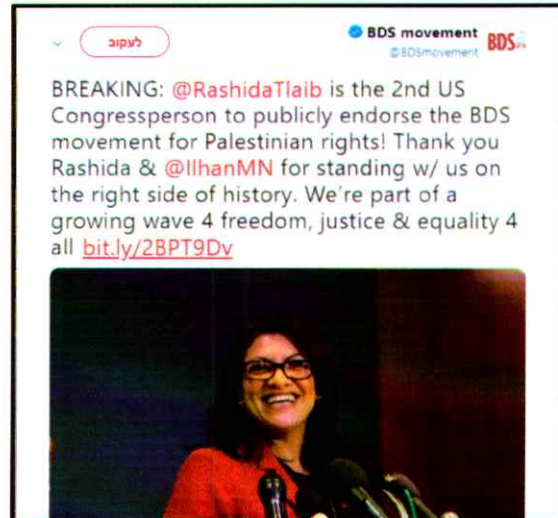 לעקוב
BDS movement
@BDSmovement
BDS
BREAKING: @RashidaTlaib is the 2nd US
Congressperson to publicly endorse the BDS
movement for Palestinian rights! Thank you
Rashida & @IlhanMN for standing w/ us on
the right side of history. We're part of a
growing wave 4 freedom, justice & equality 4
all bit.ly/2BPT9Dv